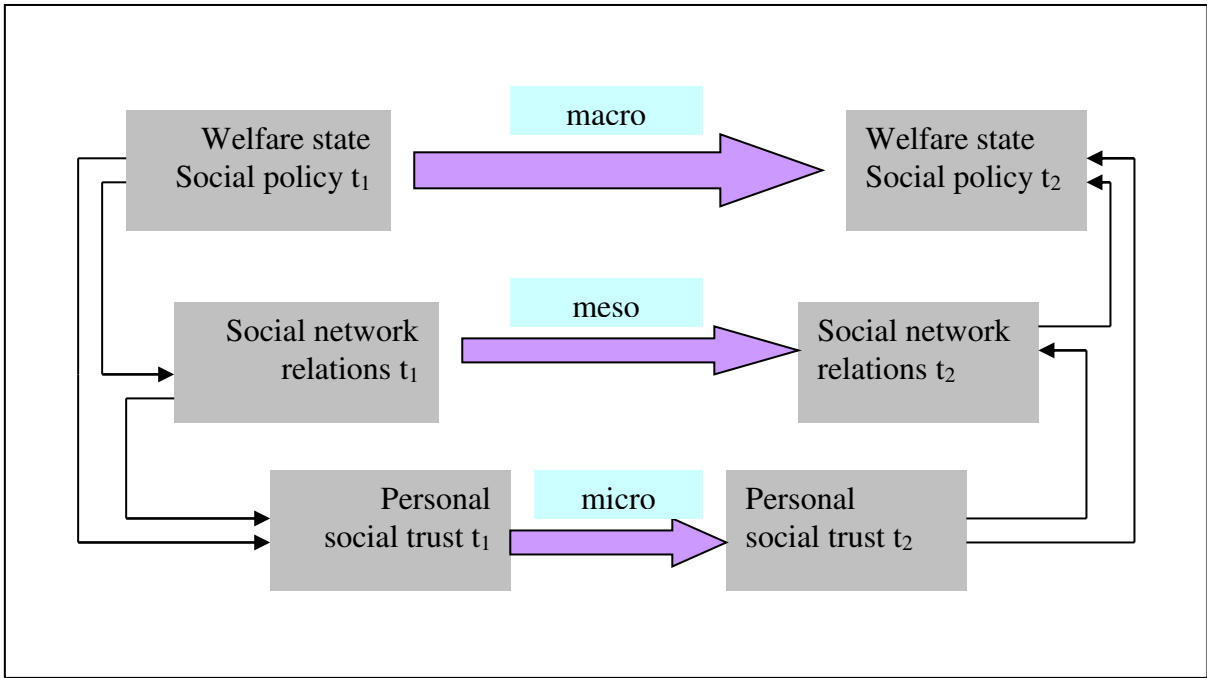 macro
Welfare state
Social policy t₁
Welfare state
Social policy t₂
meso
Social network
relations t₁
Social network
relations t₂
micro
Personal
social trust t₁
Personal
social trust t₂